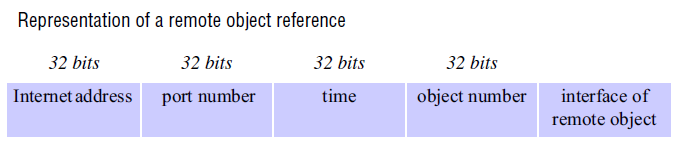 Representation of a remote object reference
32 bits 32 bits 32 bits 32 bits
Internet address port number time object number interface of
remote object